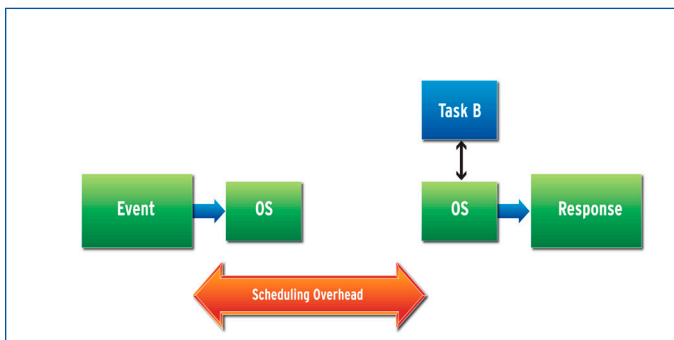 Task B
Event
OS
OS
Response
Scheduling Overhead